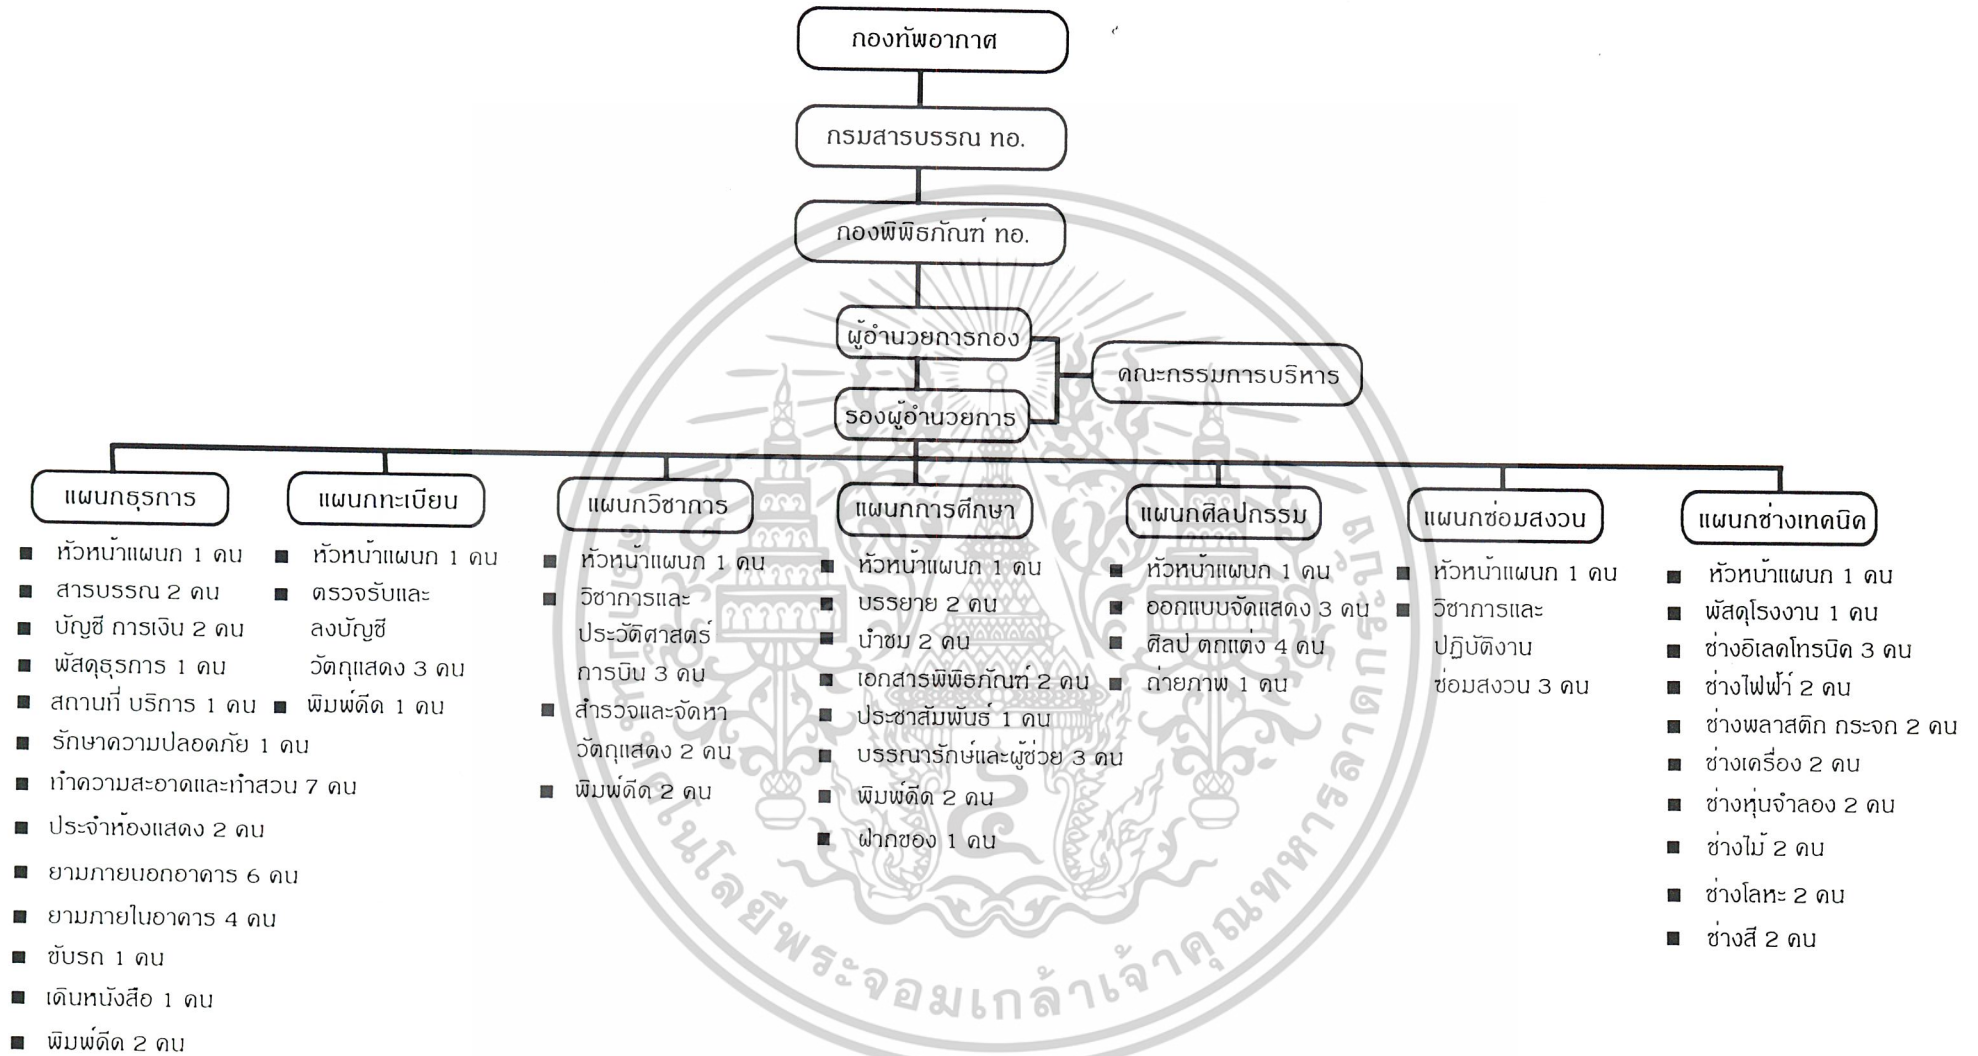 กองทัพอากาศ
กรมสารบรรณ ทอ.
กองพิพิธภัณฑ์ ทอ.
ผู้อำนวยการกอง
คณะกรรมการบริหาร
รองผู้อำนวยการ
แผนกธุรการ
■ หัวหน้าแผนก 1 คน
■ สารบรรณ 2 คน
■ บัญชี การเงิน 2 คน
■ พัสดุธุรการ 1 คน
■ สถานที่ บริการ 1 คน
■ รักษาความปลอดภัย 1 คน
■ ทำความสะอาดและทำสวน 7 คน
■ ประจำห้องแสดง 2 คน
■ ยามภายนอกอาคาร 6 คน
■ ยามภายในอาคาร 4 คน
■ ขับรถ 1 คน
■ เดินหนังสือ 1 คน
■ พิมพ์ดีด 2 คน
แผนกทะเบียน
■ หัวหน้าแผนก 1 คน
■ ตรวจรับและ
ลงบัญชี
วัตถุแสดง 3 คน
■ พิมพ์ดีด 1 คน
แผนกวิชาการ
■ หัวหน้าแผนก 1 คน
■ วิชาการและ
ประวัติศาสตร์
การบิน 3 คน
■ สำรวจและจัดหา
วัตถุแสดง 2 คน
■ พิมพ์ดีด 2 คน
แผนกการศึกษา
■ หัวหน้าแผนก 1 คน
■ บรรยาย 2 คน
■ นำชม 2 คน
■ เอกสารพิพิธภัณฑ์ 2 คน
■ ประชาสัมพันธ์ 1 คน
■ บรรณารักษ์และผู้ช่วย 3 คน
■ พิมพ์ดีด 2 คน
■ ฝากของ 1 คน
แผนกศิลปกรรม
■ หัวหน้าแผนก 1 คน
■ ออกแบบจัดแสดง 3 คน
■ ศิลป ตกแต่ง 4 คน
■ ถ่ายภาพ 1 คน
แผนกซ่อมสงวน
■ หัวหน้าแผนก 1 คน
■ วิชาการและ
ปฏิบัติงาน
ซ่อมสงวน 3 คน
แผนกช่างเทคนิค
■ หัวหน้าแผนก 1 คน
■ พัสดุโรงงาน 1 คน
■ ช่างอิเลคโทรนิค 3 คน
■ ช่างไฟฟ้า 2 คน
■ ช่างพลาสติก กระจก 2 คน
■ ช่างเครื่อง 2 คน
■ ช่างหุ่นจำลอง 2 คน
■ ช่างไม้ 2 คน
■ ช่างโลหะ 2 คน
■ ช่างสี 2 คน